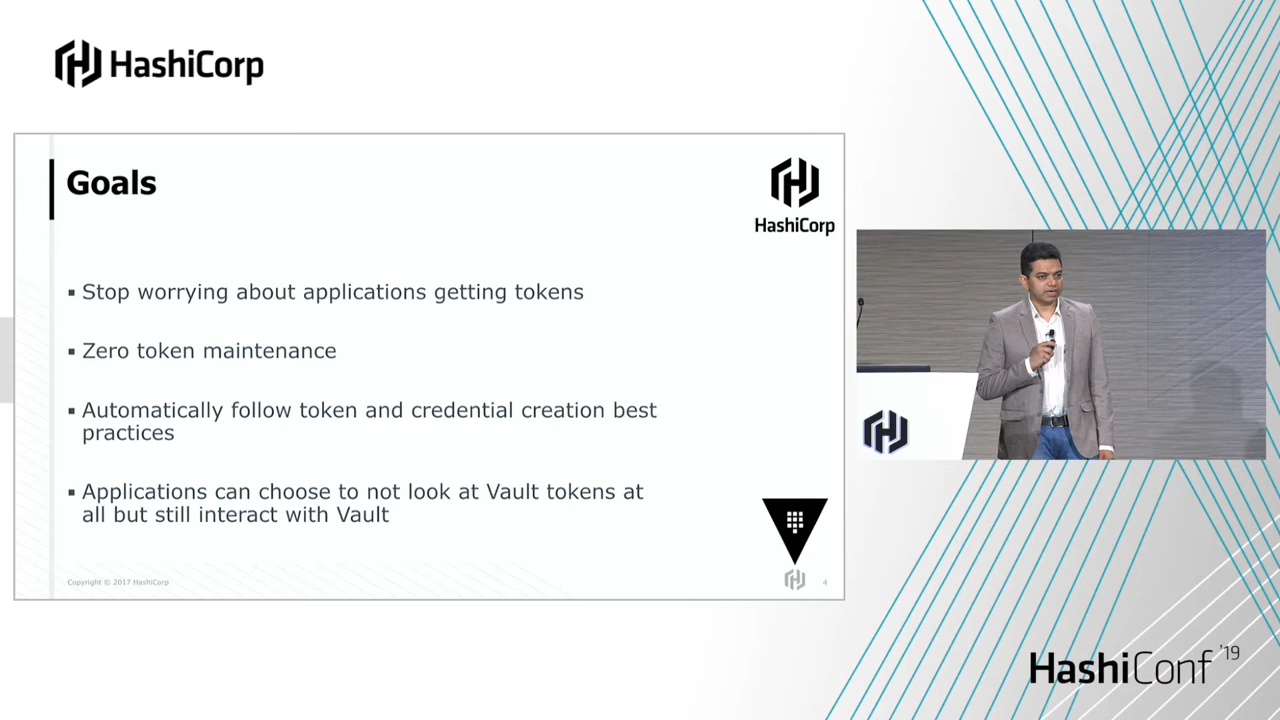 HashiCorp
Goals
HashiCorp
▪ Stop worrying about applications getting tokens
▪ Zero token maintenance
▪ Automatically follow token and credential creation best
practices
▪ Applications can choose to not look at Vault tokens at
all but still interact with Vault
Copyright © 2017 HashiCorp
4
HashiConf '19